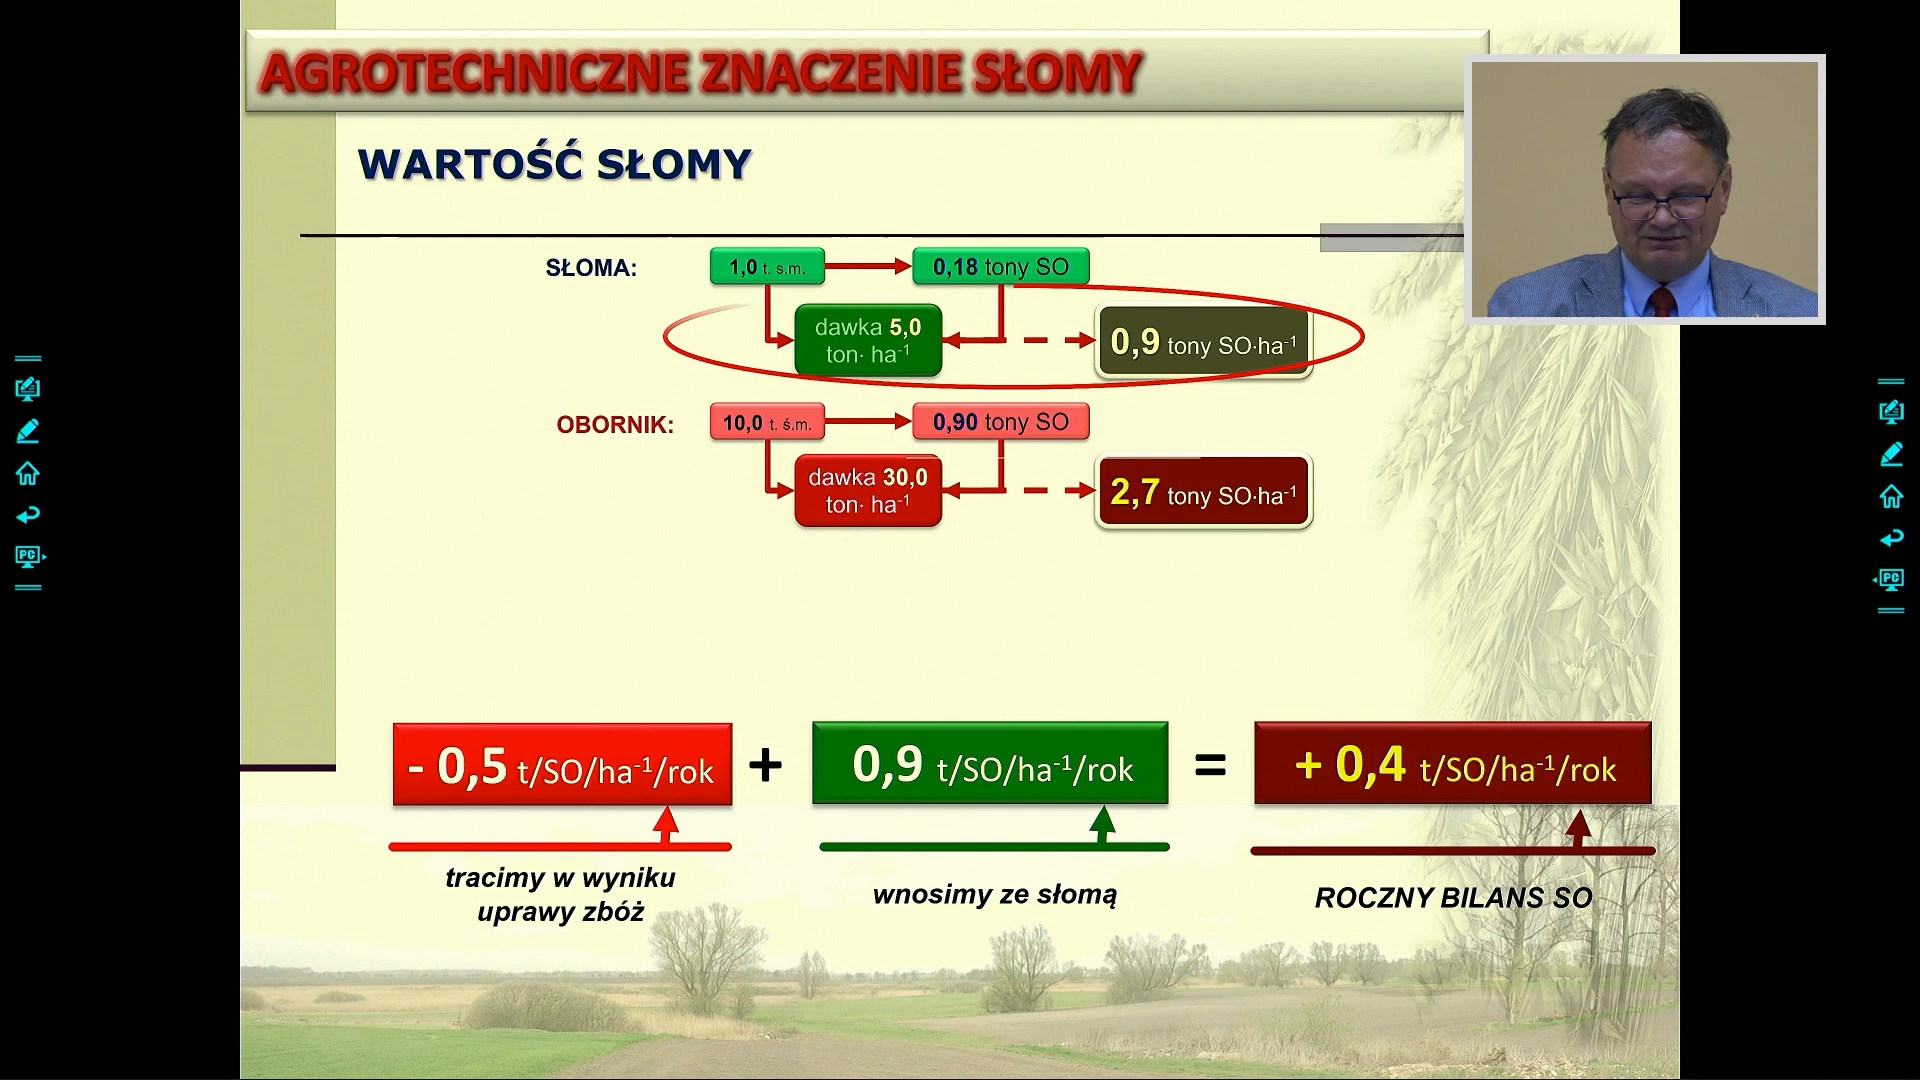 AGROTECHNICZNE ZNACZENIE SŁOMY
WARTOŚĆ SŁOMY
SŁOMA:
1,0 t. s.m.
0,18 tony SO
dawka 5,0
ton· ha⁻¹
0,9 tony SO·ha⁻¹
OBORNIK:
10,0 t. ś.m.
0,90 tony SO
dawka 30,0
ton· ha⁻¹
2,7 tony SO·ha⁻¹
- 0,5 t/SO/ha⁻¹/rok
+
0,9 t/SO/ha⁻¹/rok
=
+ 0,4 t/SO/ha⁻¹/rok
tracimy w wyniku
uprawy zbóż
wnosimy ze słomą
ROCZNY BILANS SO
PC
PC